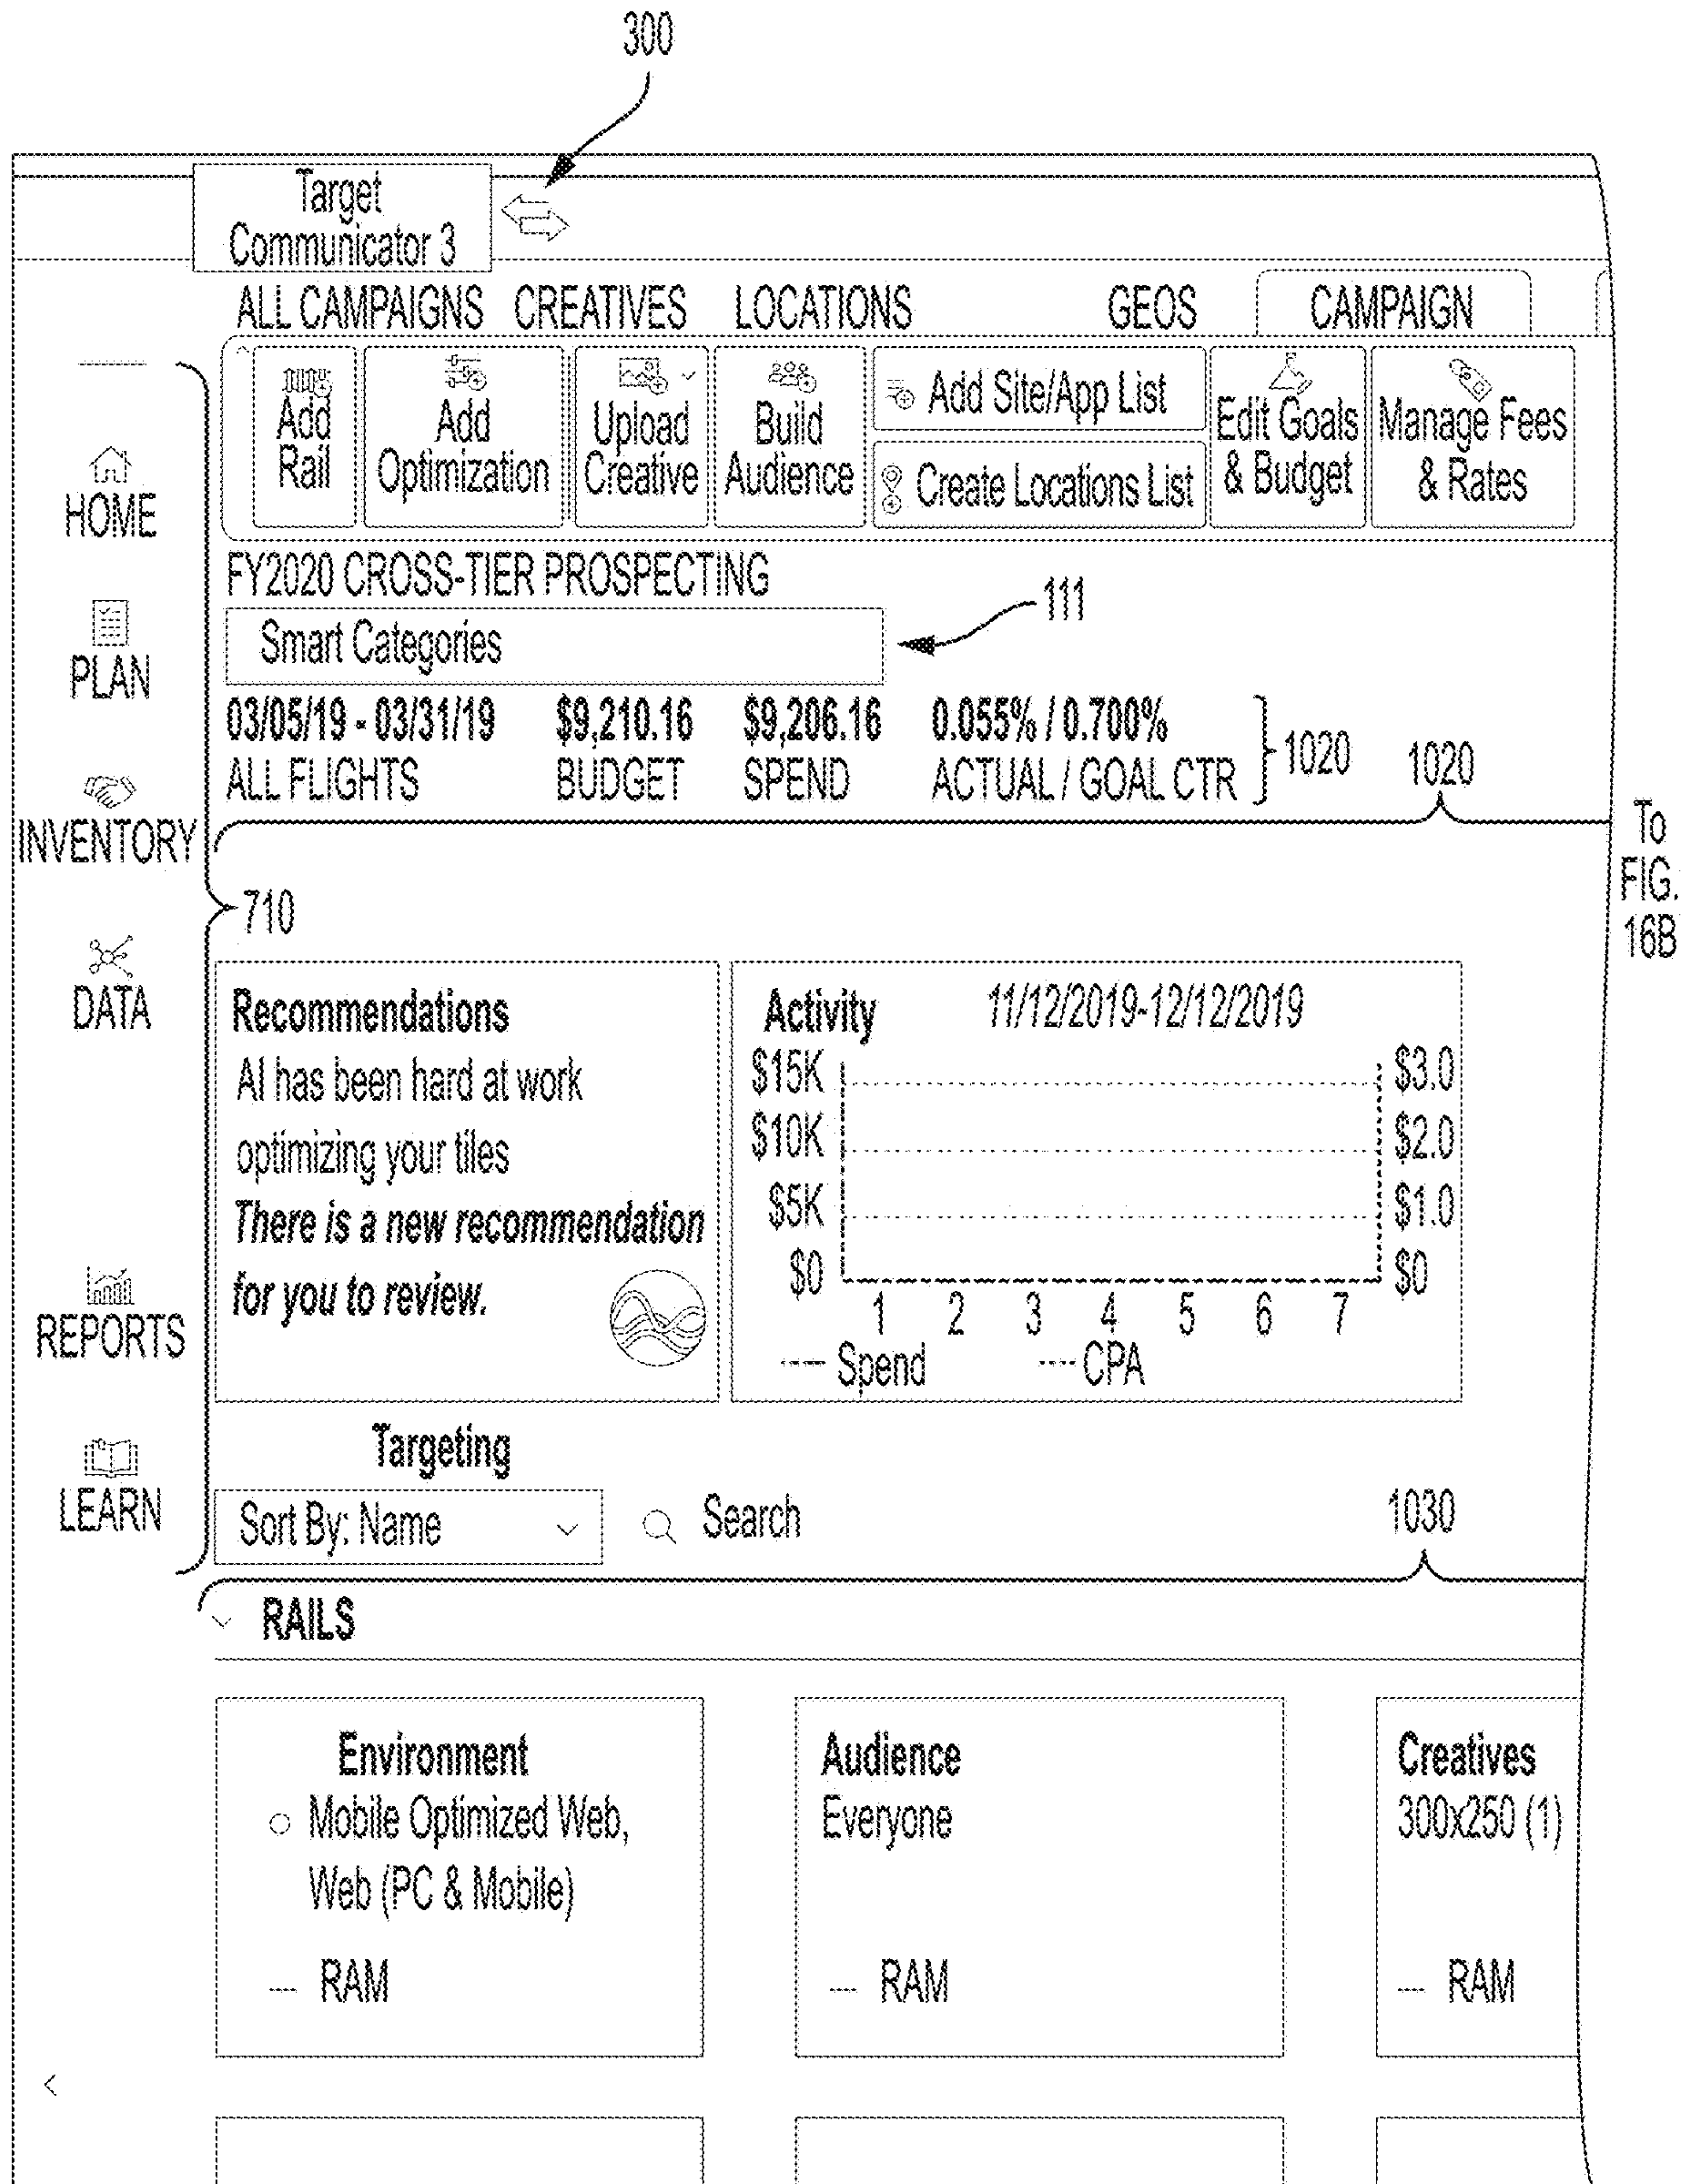 300
Target
Communicator 3
ALL CAMPAIGNS CREATIVES LOCATIONS GEOS CAMPAIGN
Add
Rail
Add
Optimization
Upload
Creative
Build
Audience
Add Site/App List
Create Locations List
Edit Goals
& Budget
Manage Fees
& Rates
HOME
PLAN
INVENTORY
DATA
REPORTS
LEARN
710
FY2020 CROSS-TIER PROSPECTING
Smart Categories
111
03/05/19 - 03/31/19 $9,210.16 $9,206.16 0.055% / 0.700%
ALL FLIGHTS BUDGET SPEND ACTUAL / GOAL CTR
1020
1020
To
FIG.
16B
Recommendations
AI has been hard at work
optimizing your tiles
There is a new recommendation
for you to review.
Activity 11/12/2019-12/12/2019
$15K $3.0
$10K $2.0
$5K $1.0
$0 $0
1 2 3 4 5 6 7
Spend CPA
Targeting
Sort By: Name Search
1030
RAILS
Environment
Mobile Optimized Web,
Web (PC & Mobile)
RAM
Audience
Everyone
RAM
Creatives
300x250 (1)
RAM